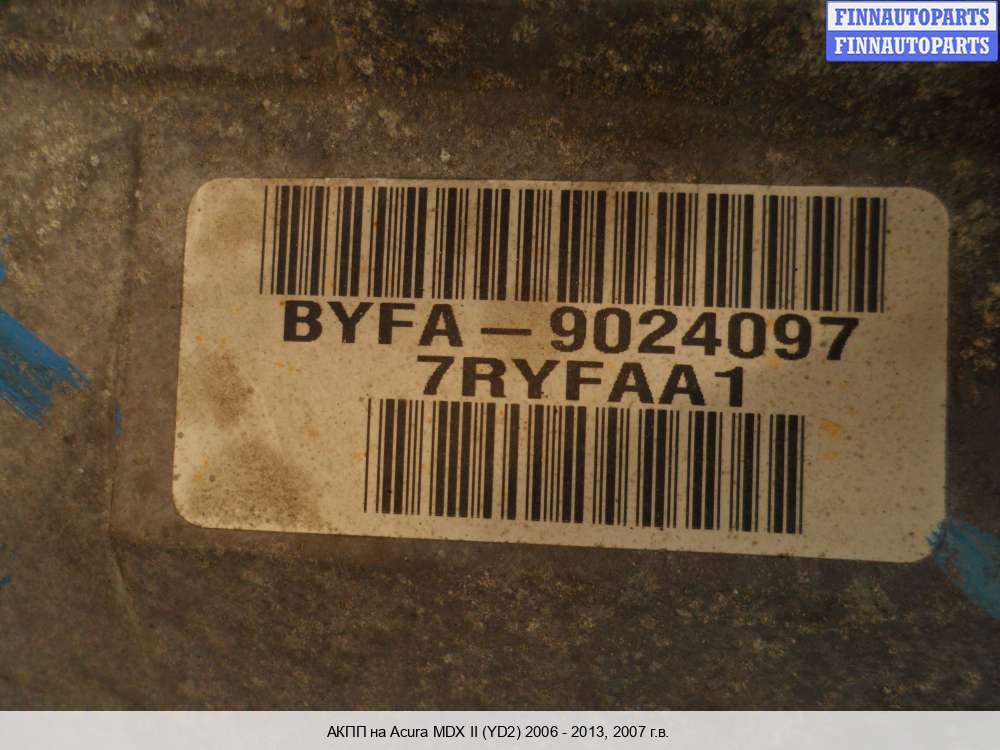 FINNAUTOPARTS
FINNAUTOPARTS
BYFA-9024097
7RYFAA1
АКПП на Acura MDX II (YD2) 2006 - 2013, 2007 г.в.